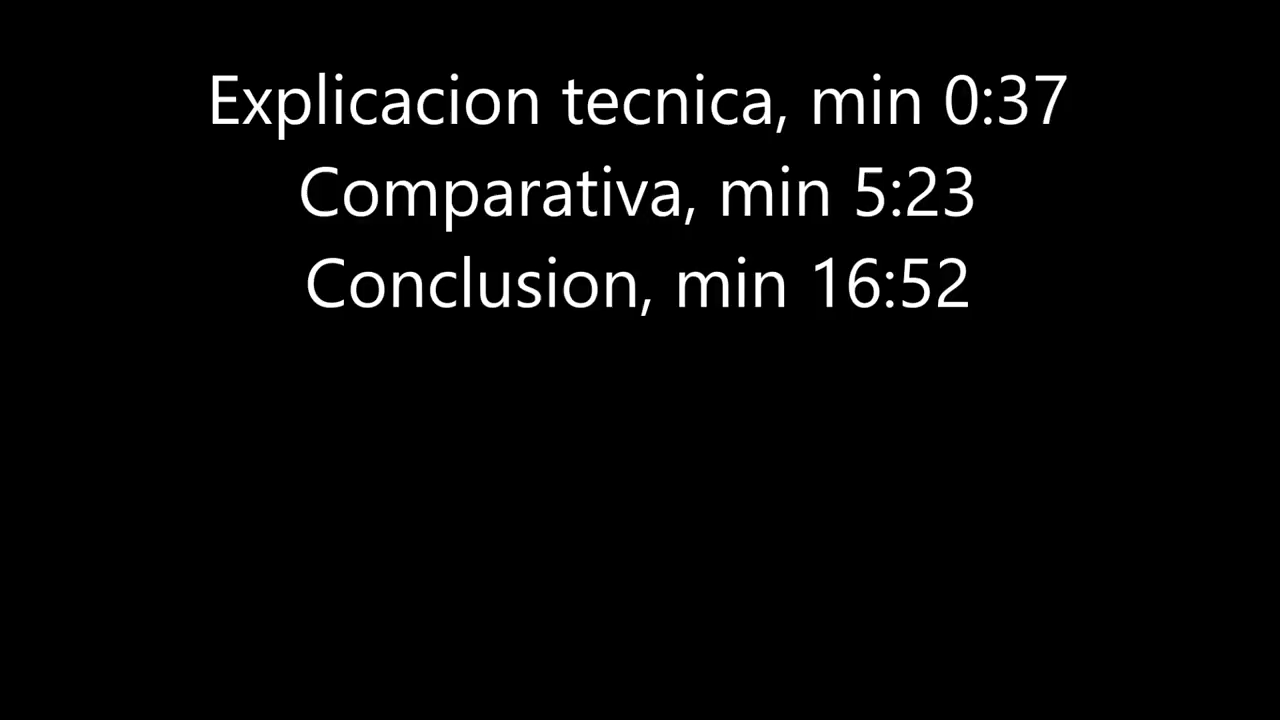 Explicacion tecnica, min 0:37
Comparativa, min 5:23
Conclusion, min 16:52